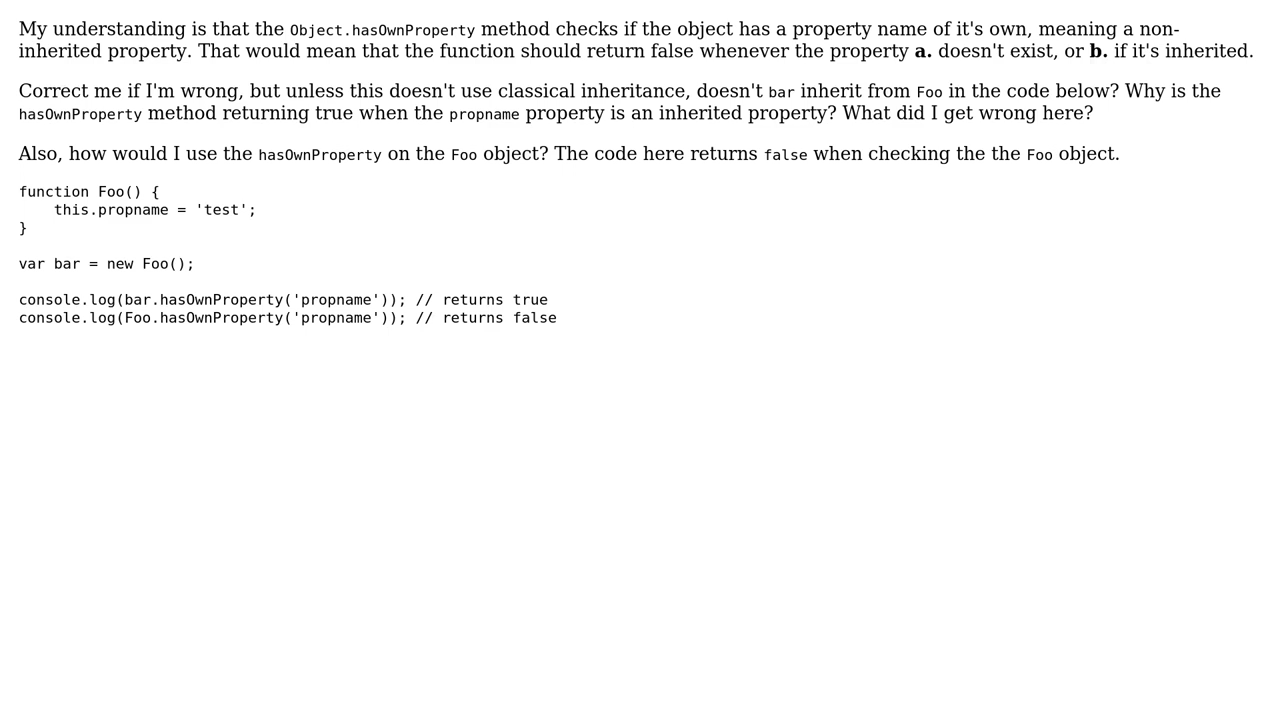 My understanding is that the Object.hasOwnProperty method checks if the object has a property name of it's own, meaning a non-
inherited property. That would mean that the function should return false whenever the property a. doesn't exist, or b. if it's inherited.
Correct me if I'm wrong, but unless this doesn't use classical inheritance, doesn't bar inherit from Foo in the code below? Why is the
hasOwnProperty method returning true when the propname property is an inherited property? What did I get wrong here?
Also, how would I use the hasOwnProperty on the Foo object? The code here returns false when checking the the Foo object.
function Foo() {
    this.propname = 'test';
}
var bar = new Foo();
console.log(bar.hasOwnProperty('propname')); // returns true
console.log(Foo.hasOwnProperty('propname')); // returns false